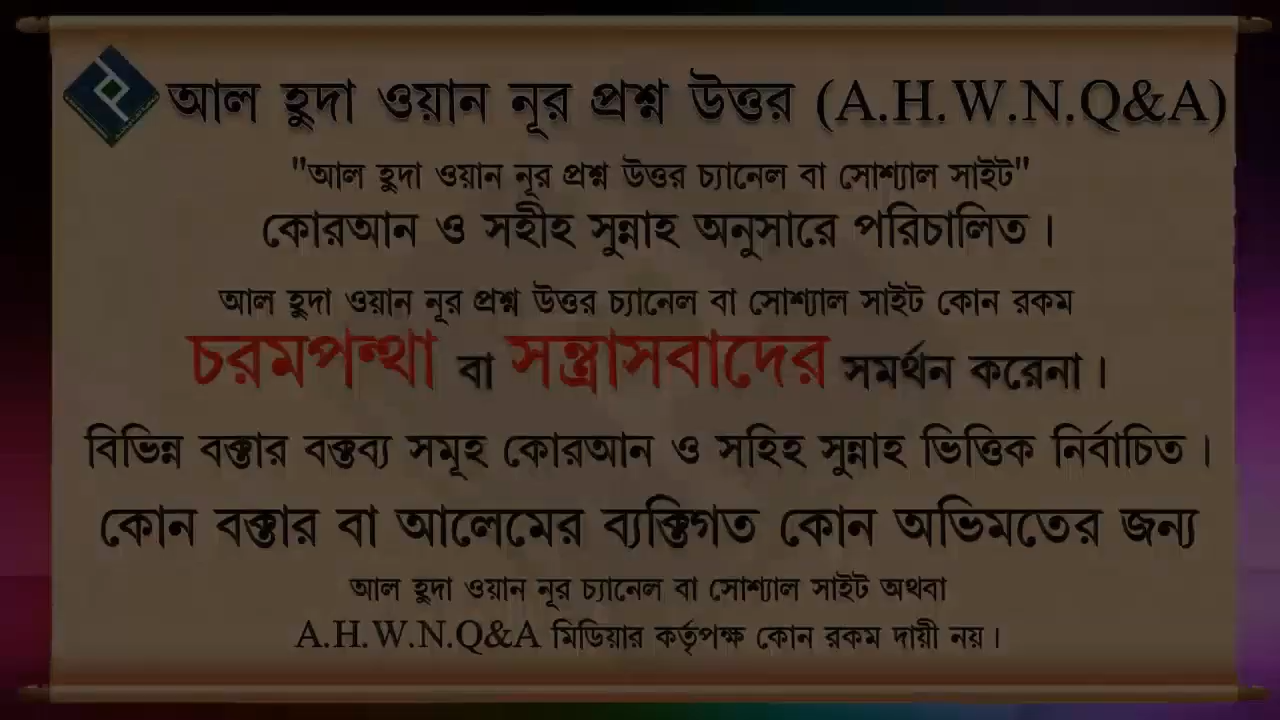 আল হুদা ওয়ান নূর প্রশ্ন উত্তর (A.H.W.N.Q&A)
"আল হুদা ওয়ান নূর প্রশ্ন উত্তর চ্যানেল বা সোশ্যাল সাইট"
কোরআন ও সহীহ সুন্নাহ অনুসারে পরিচালিত।
আল হুদা ওয়ান নূর প্রশ্ন উত্তর চ্যানেল বা সোশ্যাল সাইট কোন রকম
চরমপন্থা বা সন্ত্রাসবাদের সমর্থন করেনা।
বিভিন্ন বক্তার বক্তব্য সমূহ কোরআন ও সহিহ সুন্নাহ ভিত্তিক নির্বাচিত।
কোন বক্তার বা আলেমের ব্যক্তিগত কোন অভিমতের জন্য
আল হুদা ওয়ান নূর চ্যানেল বা সোশ্যাল সাইট অথবা
A.H.W.N.Q&A মিডিয়ার কর্তৃপক্ষ কোন রকম দায়ী নয়।